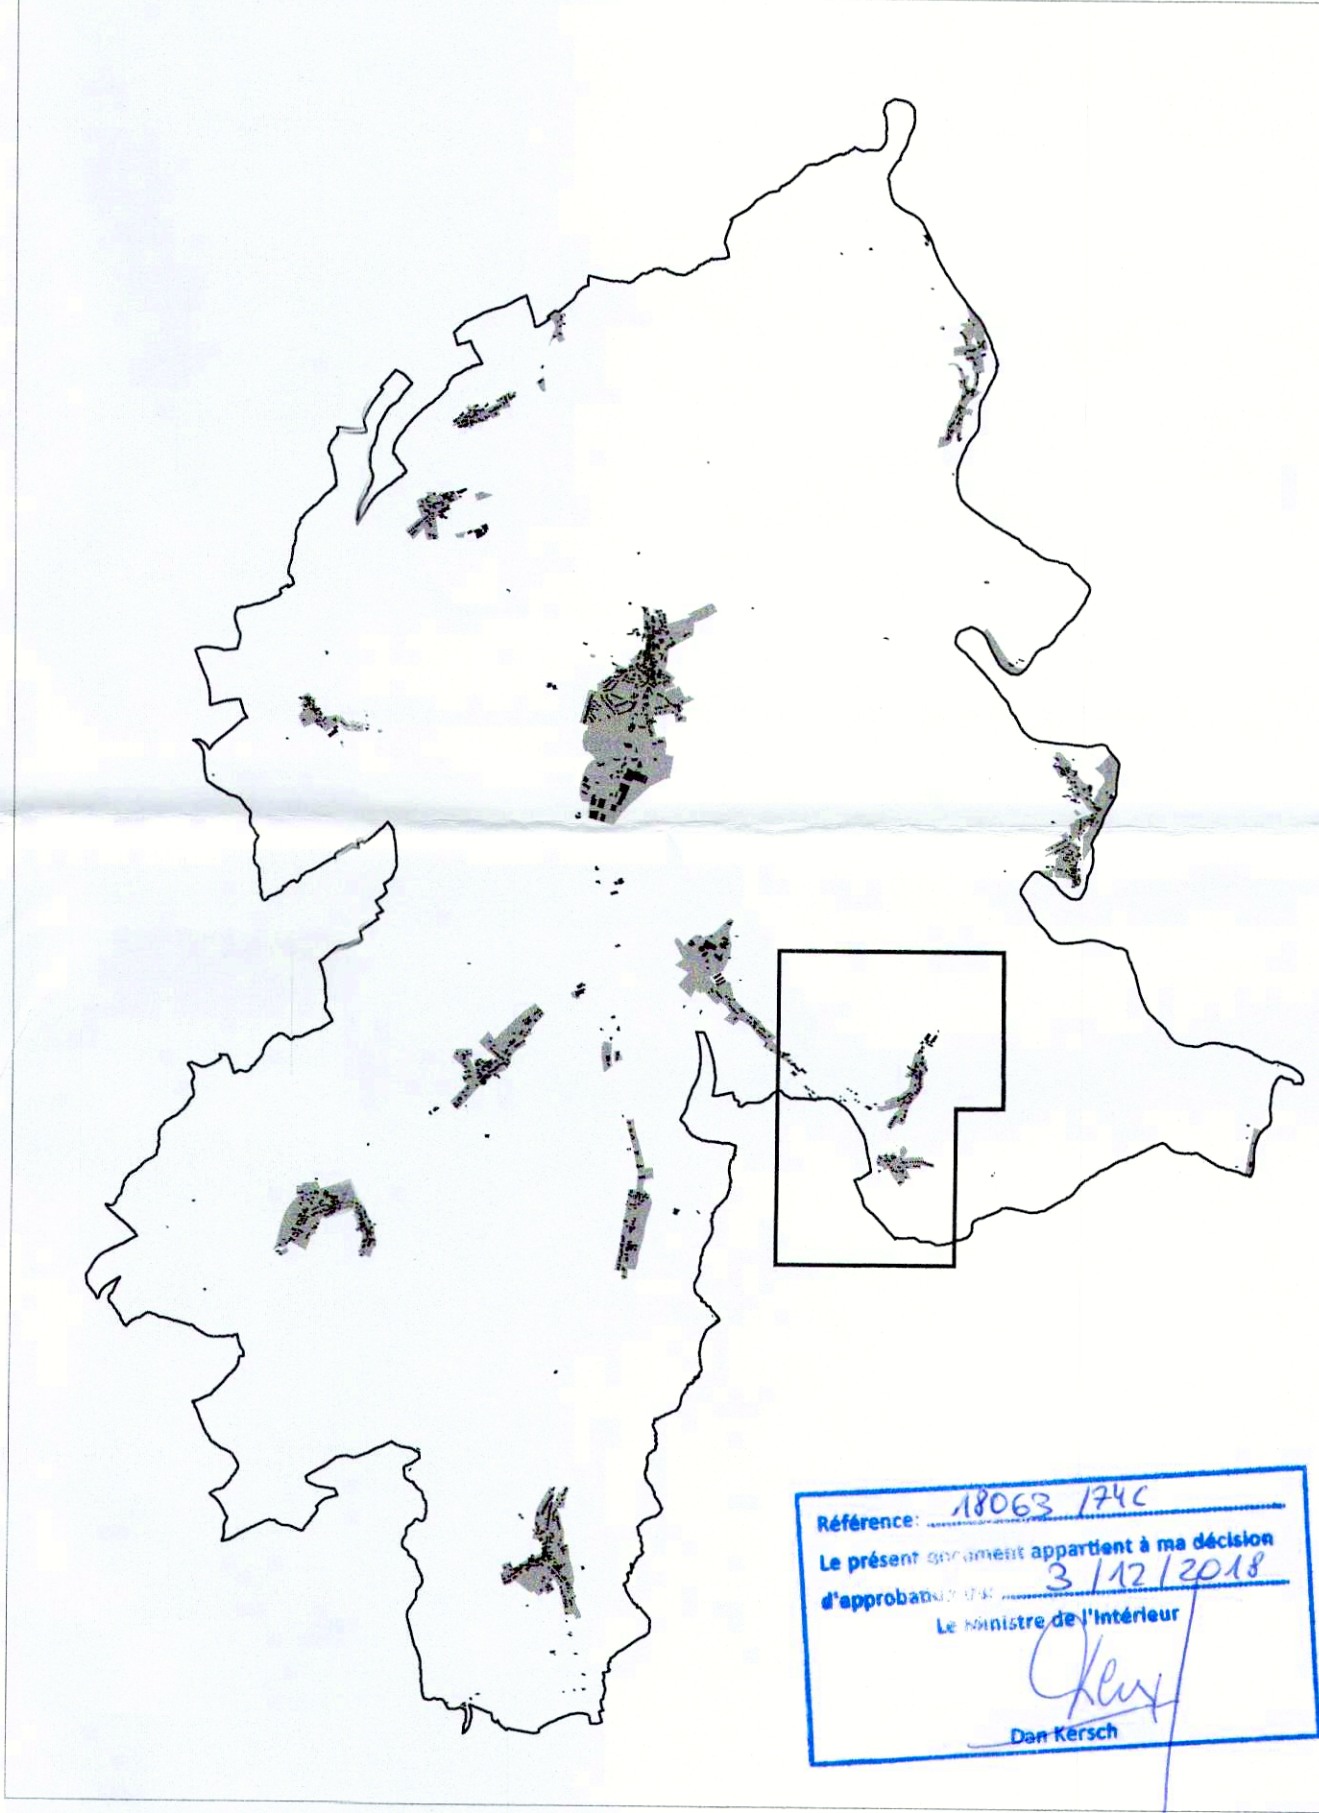 Référence: 18063 /74C
Le présent document appartient à ma décision
d'approbation du: 3 /12 /2018
Le Ministre de l'Intérieur
Dan Kersch